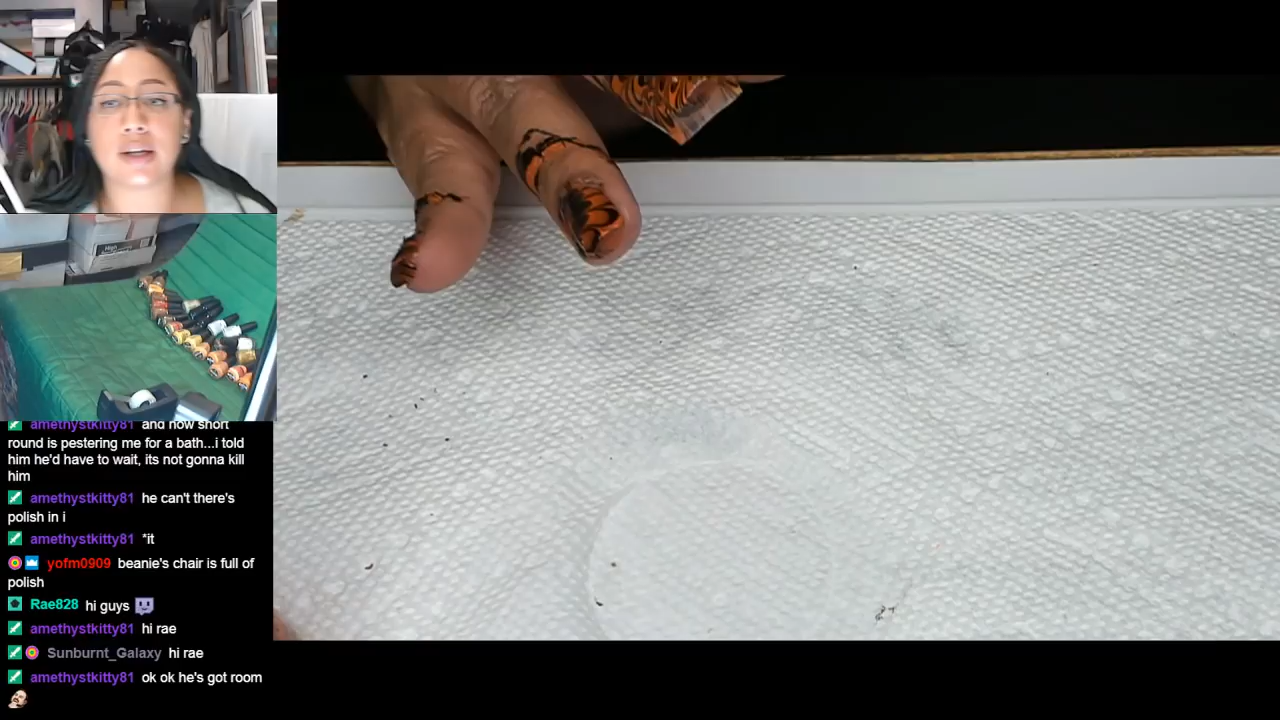 High
amethystkitty81 and now short
round is pestering me for a bath...i told
him he'd have to wait, its not gonna kill
him
amethystkitty81 he can't there's
polish in i
amethystkitty81 *it
yofm0909 beanie's chair is full of
polish
Rae828 hi guys
amethystkitty81 hi rae
Sunburnt_Galaxy hi rae
amethystkitty81 ok ok he's got room